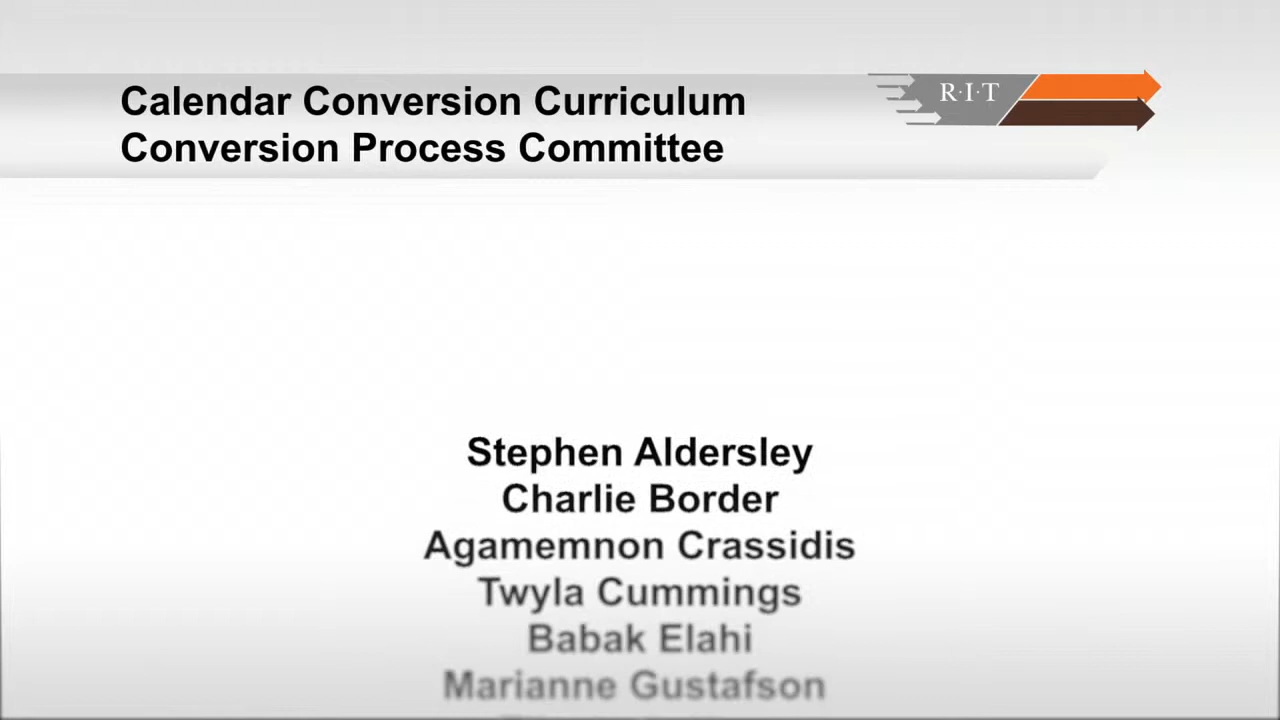 Calendar Conversion Curriculum
Conversion Process Committee
R·I·T
Stephen Aldersley
Charlie Border
Agamemnon Crassidis
Twyla Cummings
Babak Elahi
Marianne Gustafson